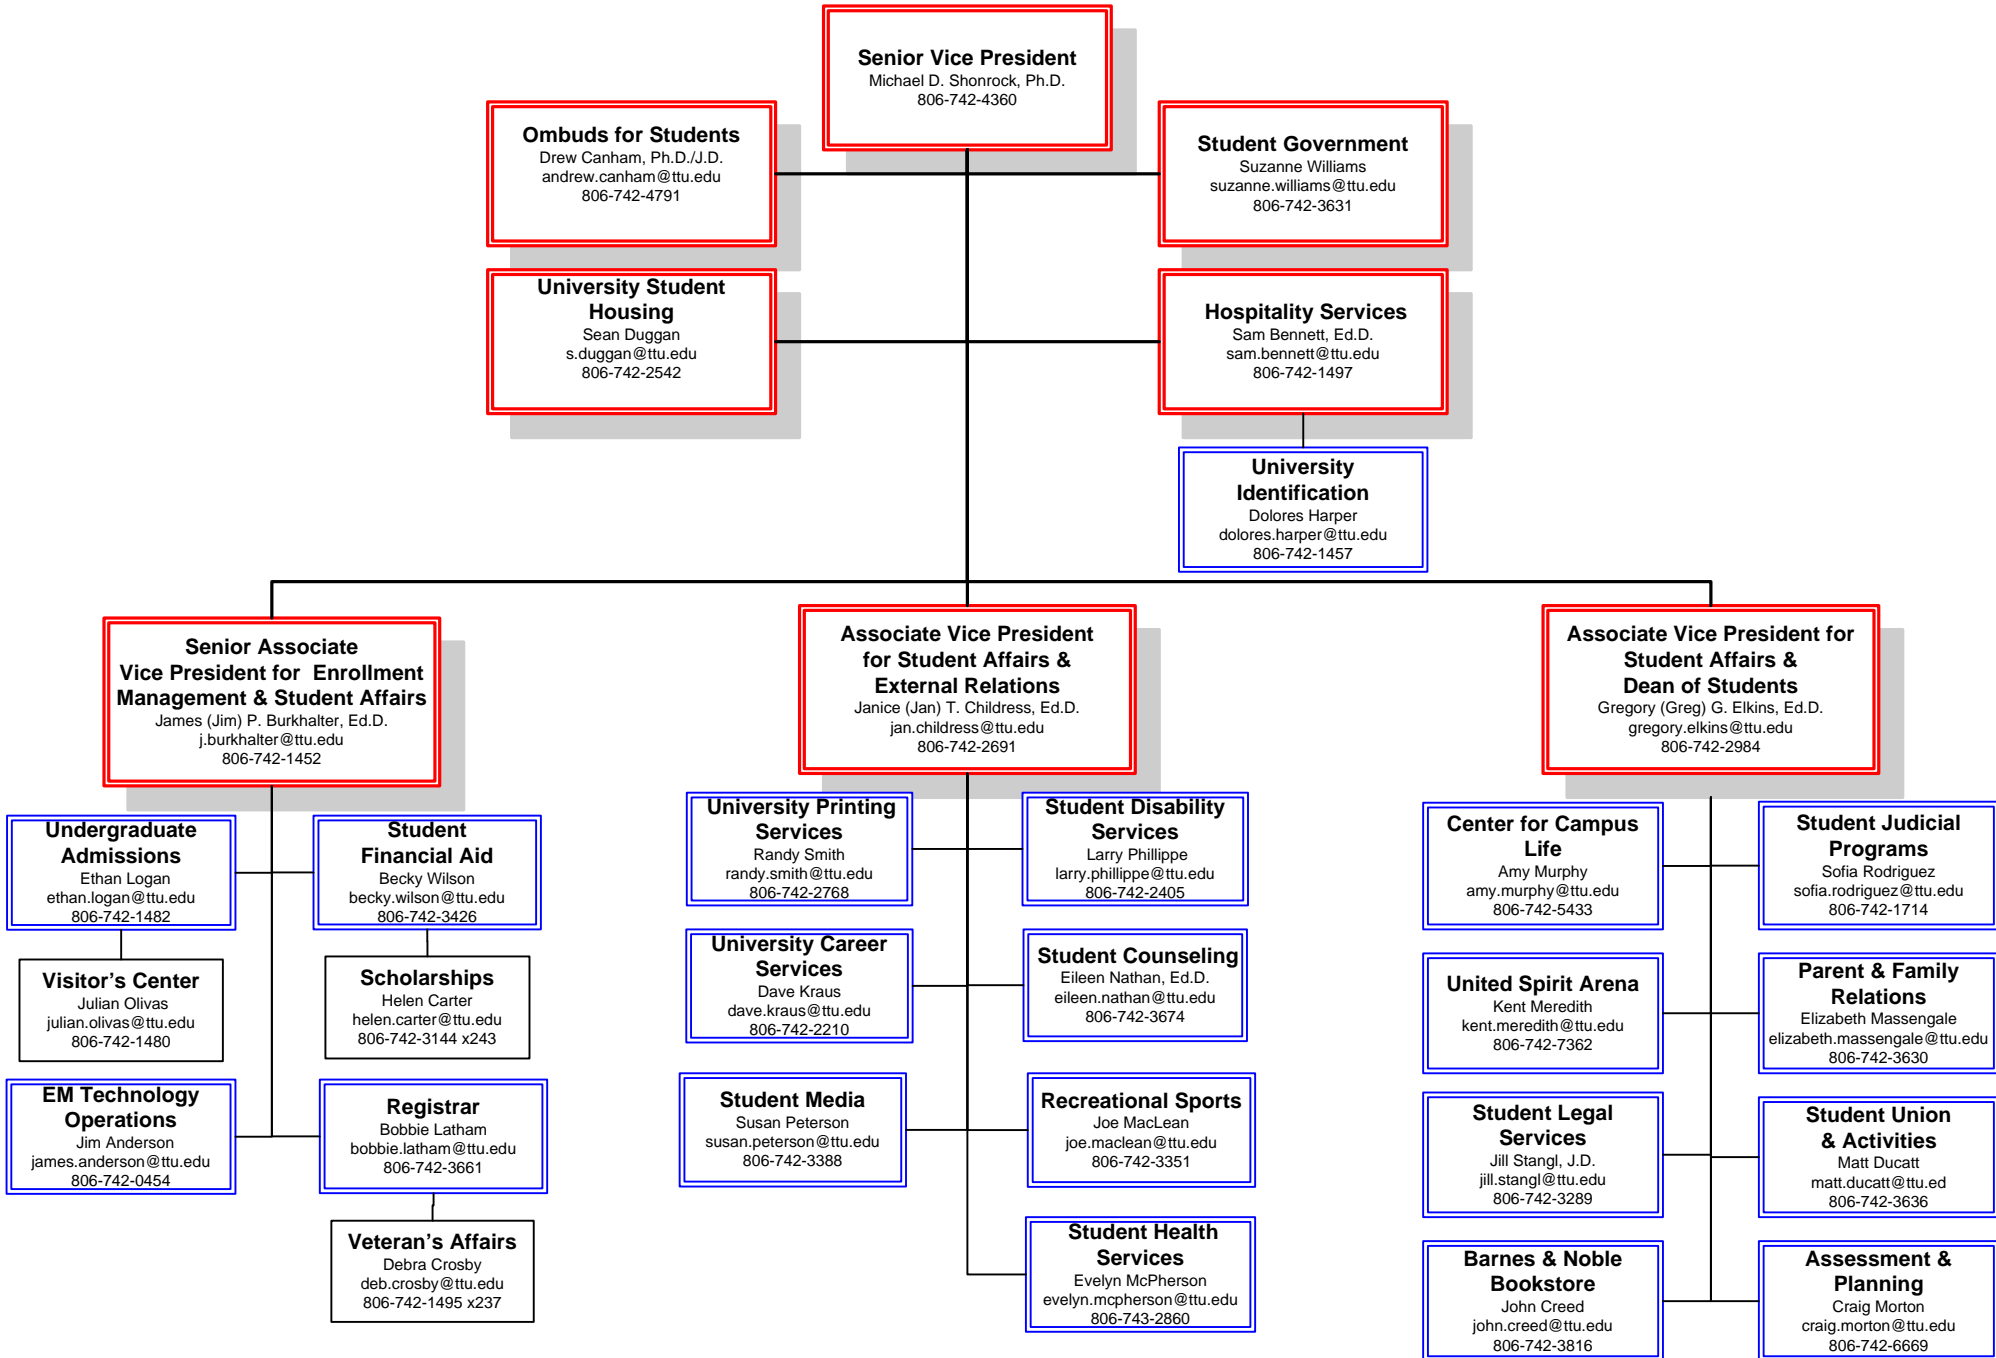 Senior Vice President
Michael D. Shonrock, Ph.D.
806-742-4360
Ombuds for Students
Drew Canham, Ph.D./J.D.
andrew.canham@ttu.edu
806-742-4791
Student Government
Suzanne Williams
suzanne.williams@ttu.edu
806-742-3631
University Student
Housing
Sean Duggan
s.duggan@ttu.edu
806-742-2542
Hospitality Services
Sam Bennett, Ed.D.
sam.bennett@ttu.edu
806-742-1497
University
Identification
Dolores Harper
dolores.harper@ttu.edu
806-742-1457
Senior Associate
Vice President for  Enrollment
Management & Student Affairs
James (Jim) P. Burkhalter, Ed.D.
j.burkhalter@ttu.edu
806-742-1452
Associate Vice President
for Student Affairs &
External Relations
Janice (Jan) T. Childress, Ed.D.
jan.childress@ttu.edu
806-742-2691
Associate Vice President for
Student Affairs &
Dean of Students
Gregory (Greg) G. Elkins, Ed.D.
gregory.elkins@ttu.edu
806-742-2984
Undergraduate
Admissions
Ethan Logan
ethan.logan@ttu.edu
806-742-1482
Student
Financial Aid
Becky Wilson
becky.wilson@ttu.edu
806-742-3426
Visitor's Center
Julian Olivas
julian.olivas@ttu.edu
806-742-1480
Scholarships
Helen Carter
helen.carter@ttu.edu
806-742-3144 x243
EM Technology
Operations
Jim Anderson
james.anderson@ttu.edu
806-742-0454
Registrar
Bobbie Latham
bobbie.latham@ttu.edu
806-742-3661
Veteran's Affairs
Debra Crosby
deb.crosby@ttu.edu
806-742-1495 x237
University Printing
Services
Randy Smith
randy.smith@ttu.edu
806-742-2768
Student Disability
Services
Larry Phillippe
larry.phillippe@ttu.edu
806-742-2405
University Career
Services
Dave Kraus
dave.kraus@ttu.edu
806-742-2210
Student Counseling
Eileen Nathan, Ed.D.
eileen.nathan@ttu.edu
806-742-3674
Student Media
Susan Peterson
susan.peterson@ttu.edu
806-742-3388
Recreational Sports
Joe MacLean
joe.maclean@ttu.edu
806-742-3351
Student Health
Services
Evelyn McPherson
evelyn.mcpherson@ttu.edu
806-743-2860
Center for Campus
Life
Amy Murphy
amy.murphy@ttu.edu
806-742-5433
Student Judicial
Programs
Sofia Rodriguez
sofia.rodriguez@ttu.edu
806-742-1714
United Spirit Arena
Kent Meredith
kent.meredith@ttu.edu
806-742-7362
Parent & Family
Relations
Elizabeth Massengale
elizabeth.massengale@ttu.edu
806-742-3630
Student Legal
Services
Jill Stangl, J.D.
jill.stangl@ttu.edu
806-742-3289
Student Union
& Activities
Matt Ducatt
matt.ducatt@ttu.ed
806-742-3636
Barnes & Noble
Bookstore
John Creed
john.creed@ttu.edu
806-742-3816
Assessment &
Planning
Craig Morton
craig.morton@ttu.edu
806-742-6669